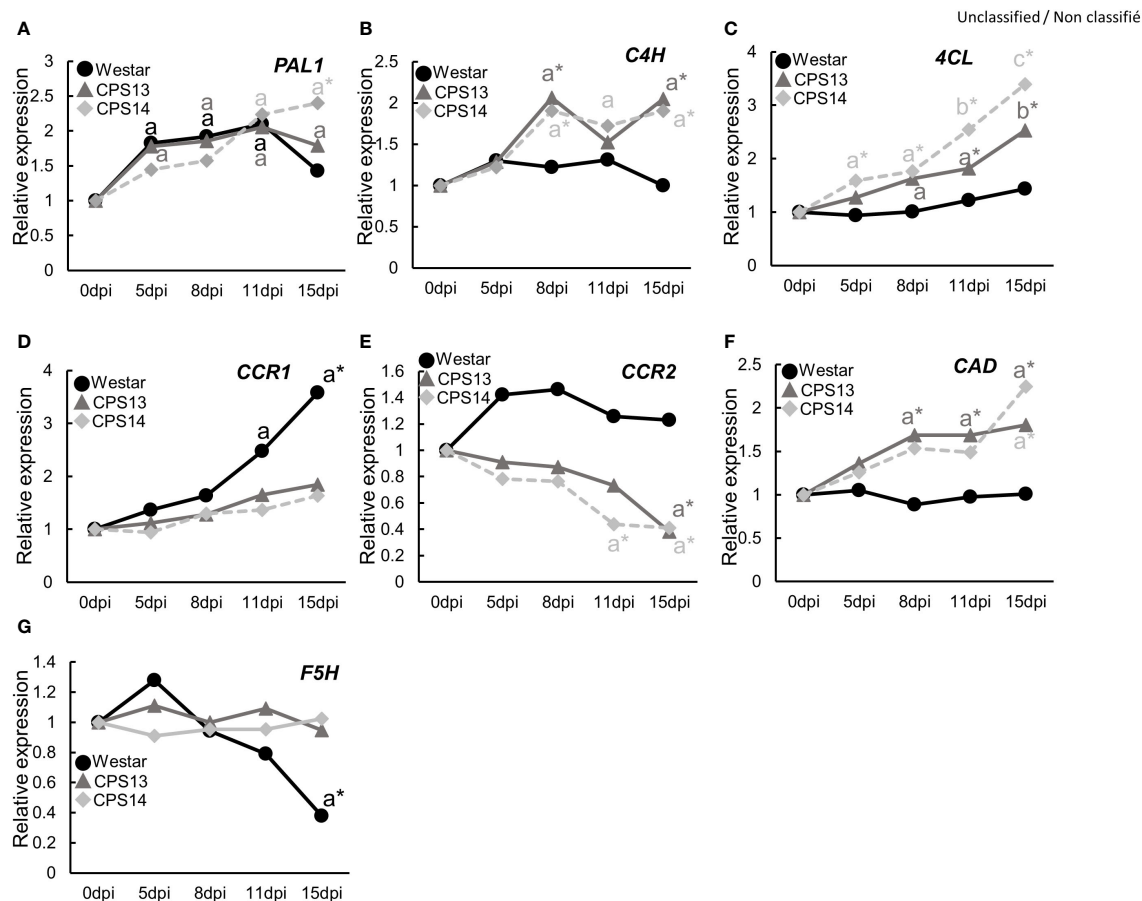 Unclassified / Non classifié
A
PAL1
Relative expression
3
2.5
2
1.5
1
0.5
0
Westar
CPS13
CPS14
a
a
a
a
a
a
a
a
a*
a
0dpi 5dpi 8dpi 11dpi 15dpi
B
C4H
Relative expression
2.5
2
1.5
1
0.5
0
Westar
CPS13
CPS14
a*
a*
a
a*
a*
0dpi 5dpi 8dpi 11dpi 15dpi
C
4CL
Relative expression
4
3
2
1
0
Westar
CPS13
CPS14
a*
a*
a
b*
a*
c*
b*
0dpi 5dpi 8dpi 11dpi 15dpi
D
CCR1
Relative expression
4
3
2
1
0
Westar
CPS13
CPS14
a
a*
0dpi 5dpi 8dpi 11dpi 15dpi
E
CCR2
Relative expression
1.6
1.4
1.2
1
0.8
0.6
0.4
0.2
0
Westar
CPS13
CPS14
a*
a*
a*
0dpi 5dpi 8dpi 11dpi 15dpi
F
CAD
Relative expression
2.5
2
1.5
1
0.5
0
Westar
CPS13
CPS14
a*
a*
a*
a*
0dpi 5dpi 8dpi 11dpi 15dpi
G
F5H
Relative expression
1.4
1.2
1
0.8
0.6
0.4
0.2
0
Westar
CPS13
CPS14
a*
0dpi 5dpi 8dpi 11dpi 15dpi